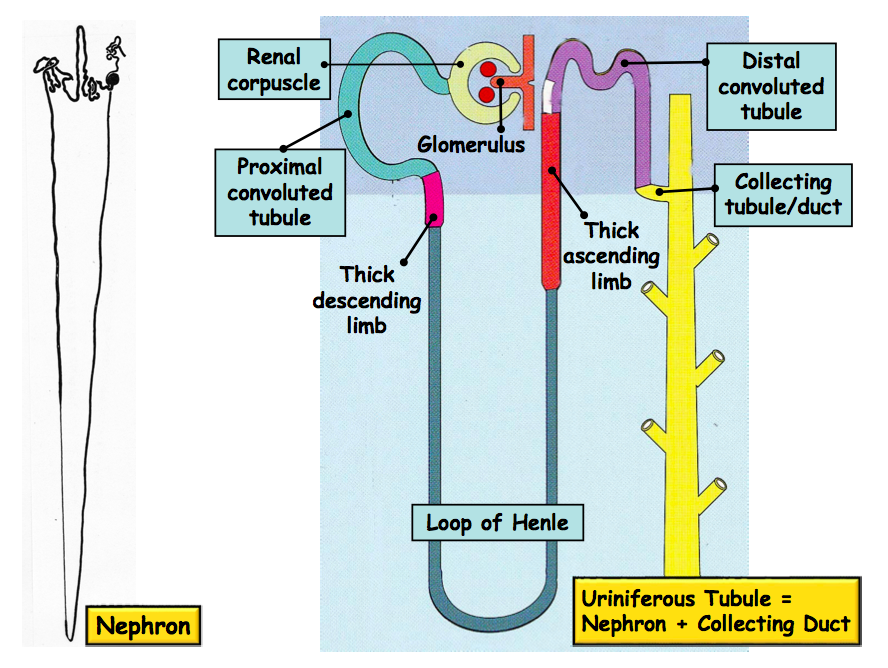 Renal
corpuscle
Glomerulus
Distal
convoluted
tubule
Proximal
convoluted
tubule
Collecting
tubule/duct
Thick
descending
limb
Thick
ascending
limb
Loop of Henle
Nephron
Uriniferous Tubule =
Nephron + Collecting Duct